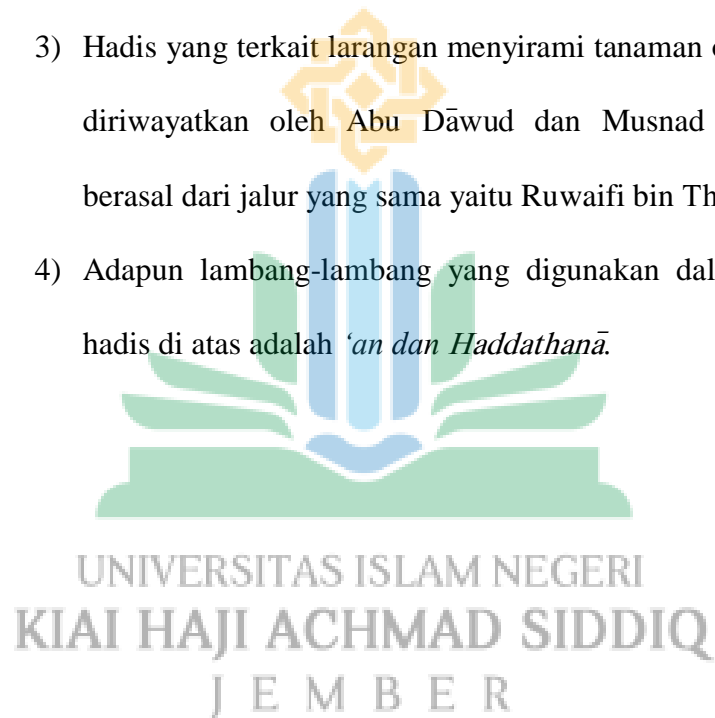 3) Hadis yang terkait larangan menyirami tanaman
diriwayatkan oleh Abu Dāwud dan Musnad
berasal dari jalur yang sama yaitu Ruwaifi bin Th
4) Adapun lambang-lambang yang digunakan dal
hadis di atas adalah ‘an dan Haddathanā.
UNIVERSITAS ISLAM NEGERI
KIAI HAJI ACHMAD SIDDIQ
J E M B E R